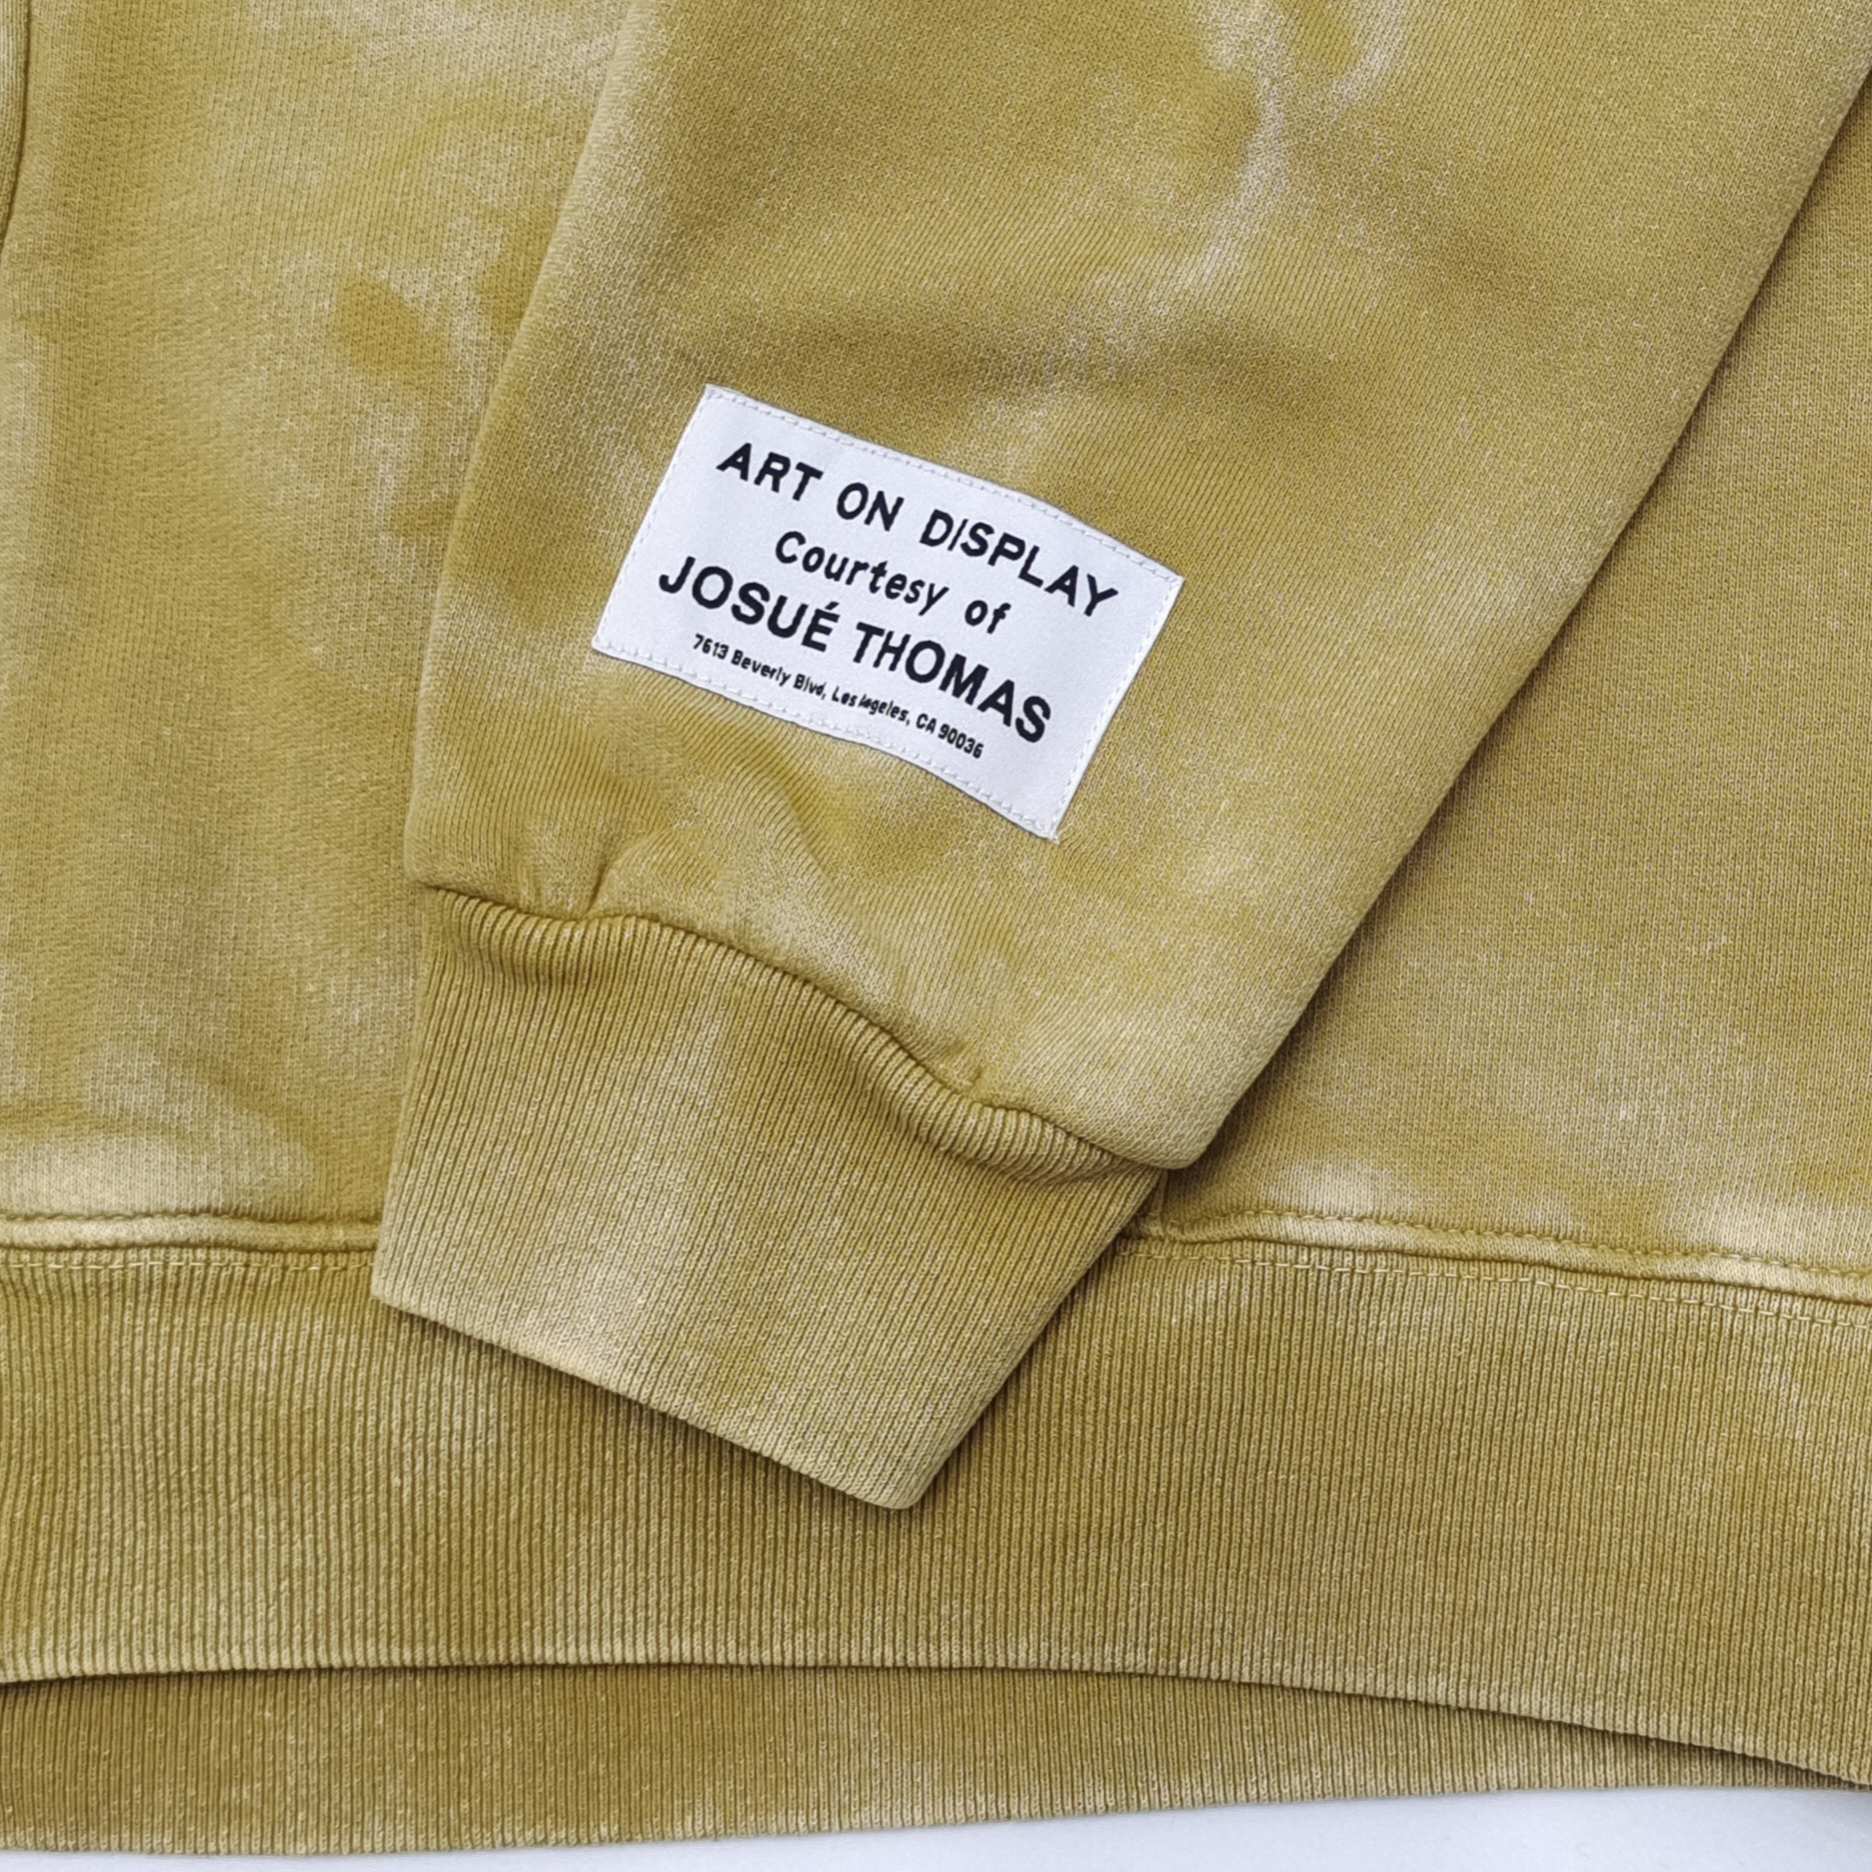 ART ON DISPLAY
Courtesy of
JOSUÉ THOMAS
7613 Beverly Blvd, Los Angeles, CA 90036